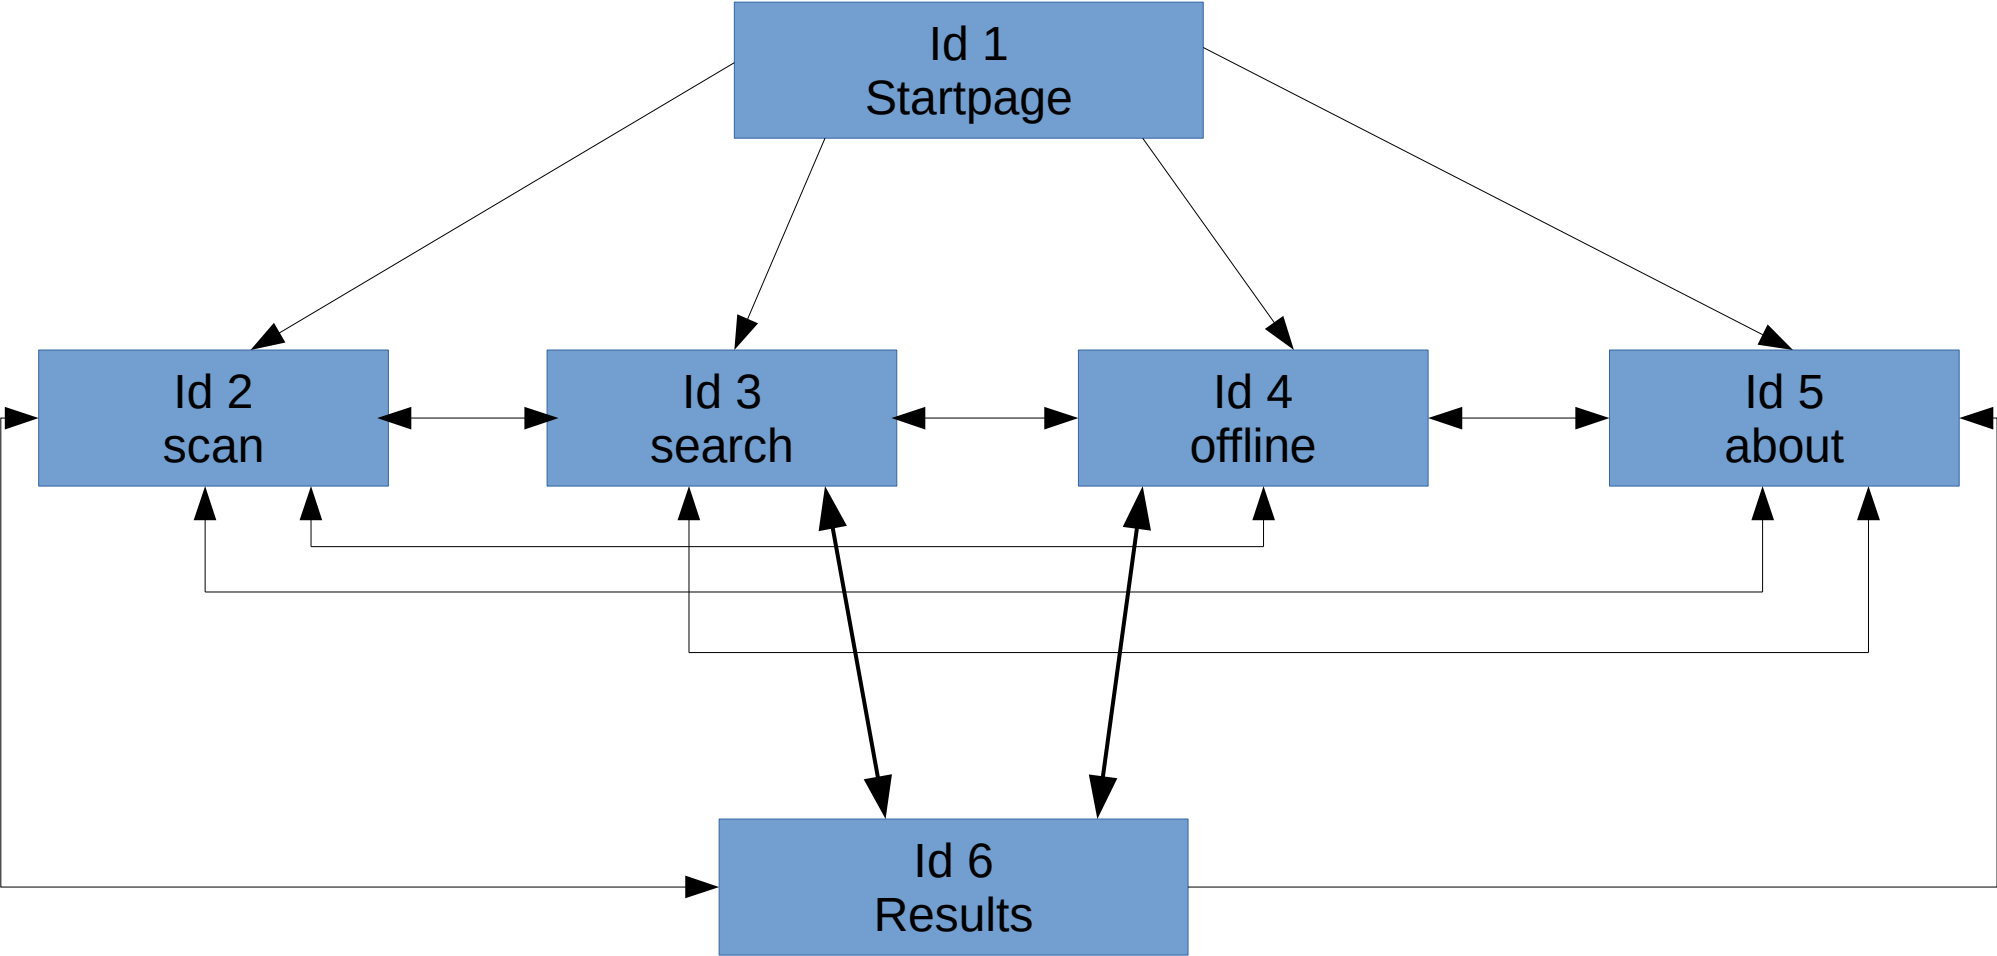 Id 1
Startpage
Id 2
scan
Id 3
search
Id 4
offline
Id 5
about
Id 6
Results